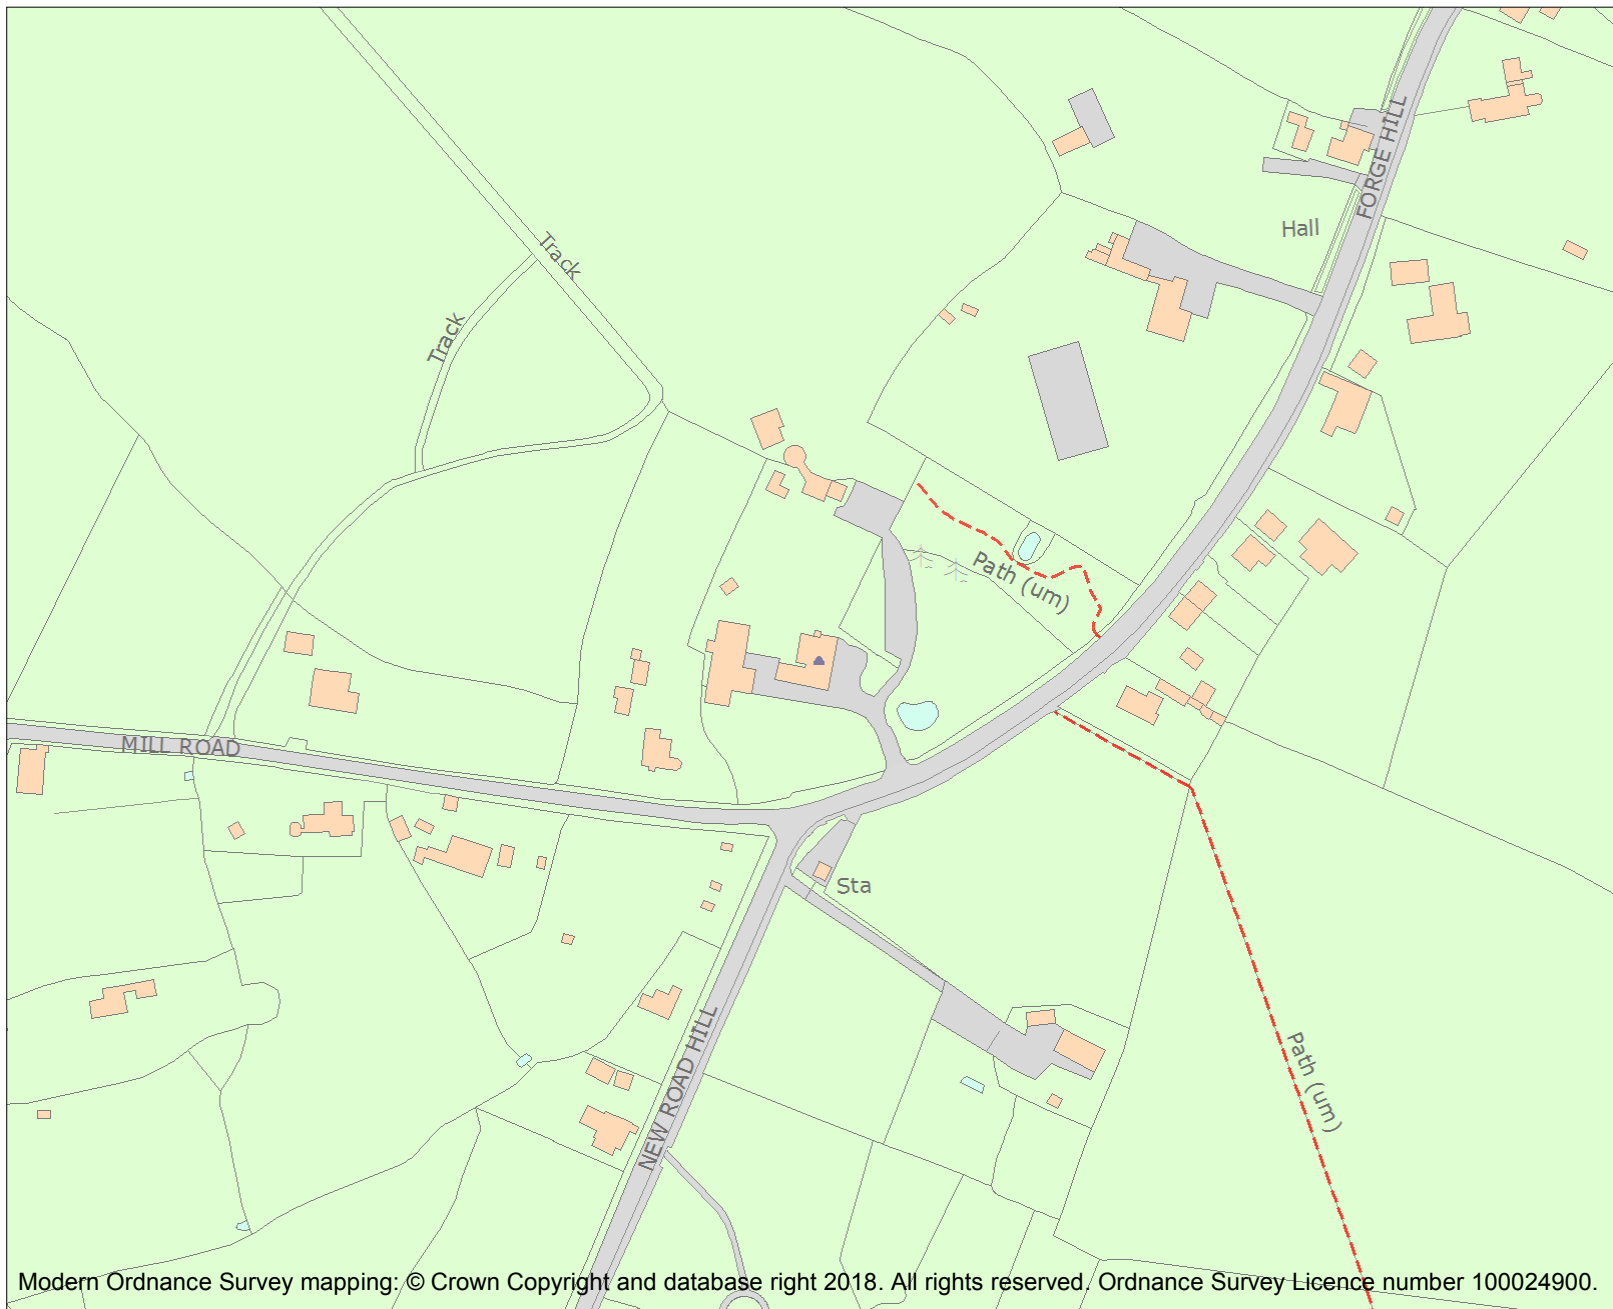 FORGE HILL
Hall
Track
Track
Path (um)
MILL ROAD
Sta
NEW ROAD HILL
Path (um)
Modern Ordnance Survey mapping: © Crown Copyright and database right 2018. All rights reserved. Ordnance Survey Licence number 100024900.